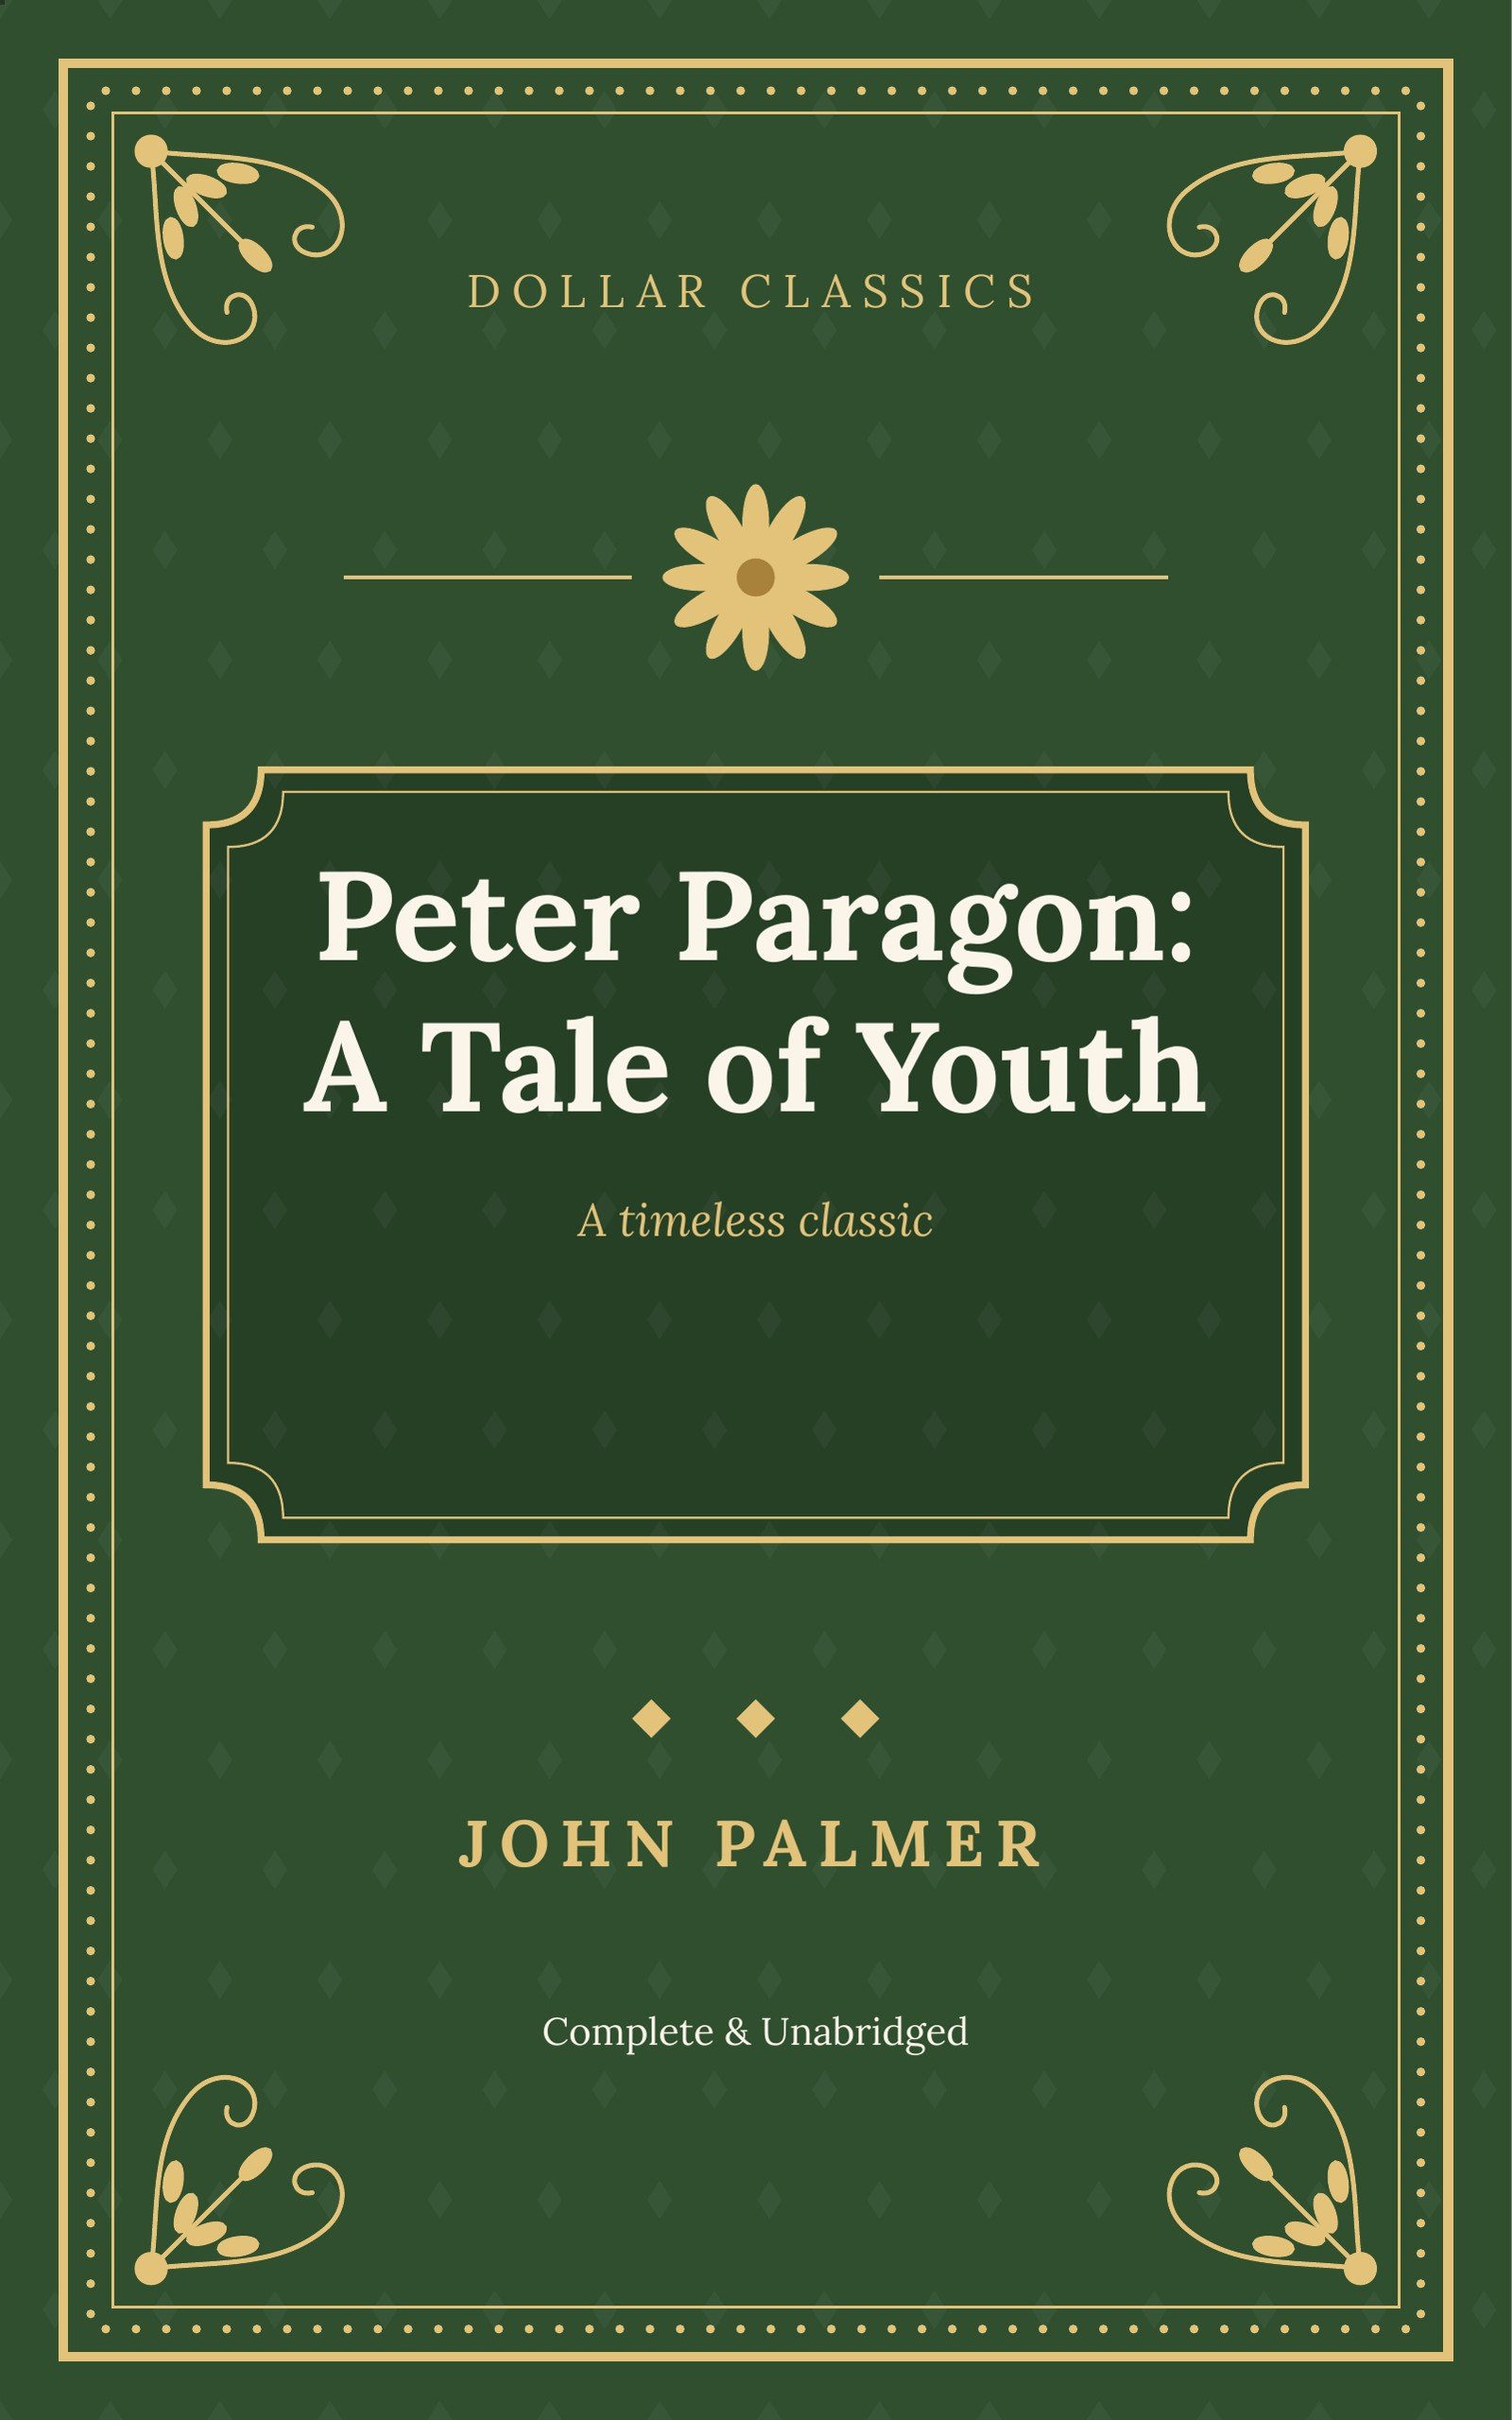 DOLLAR CLASSICS
Peter Paragon:
A Tale of Youth
A timeless classic
JOHN PALMER
Complete & Unabridged